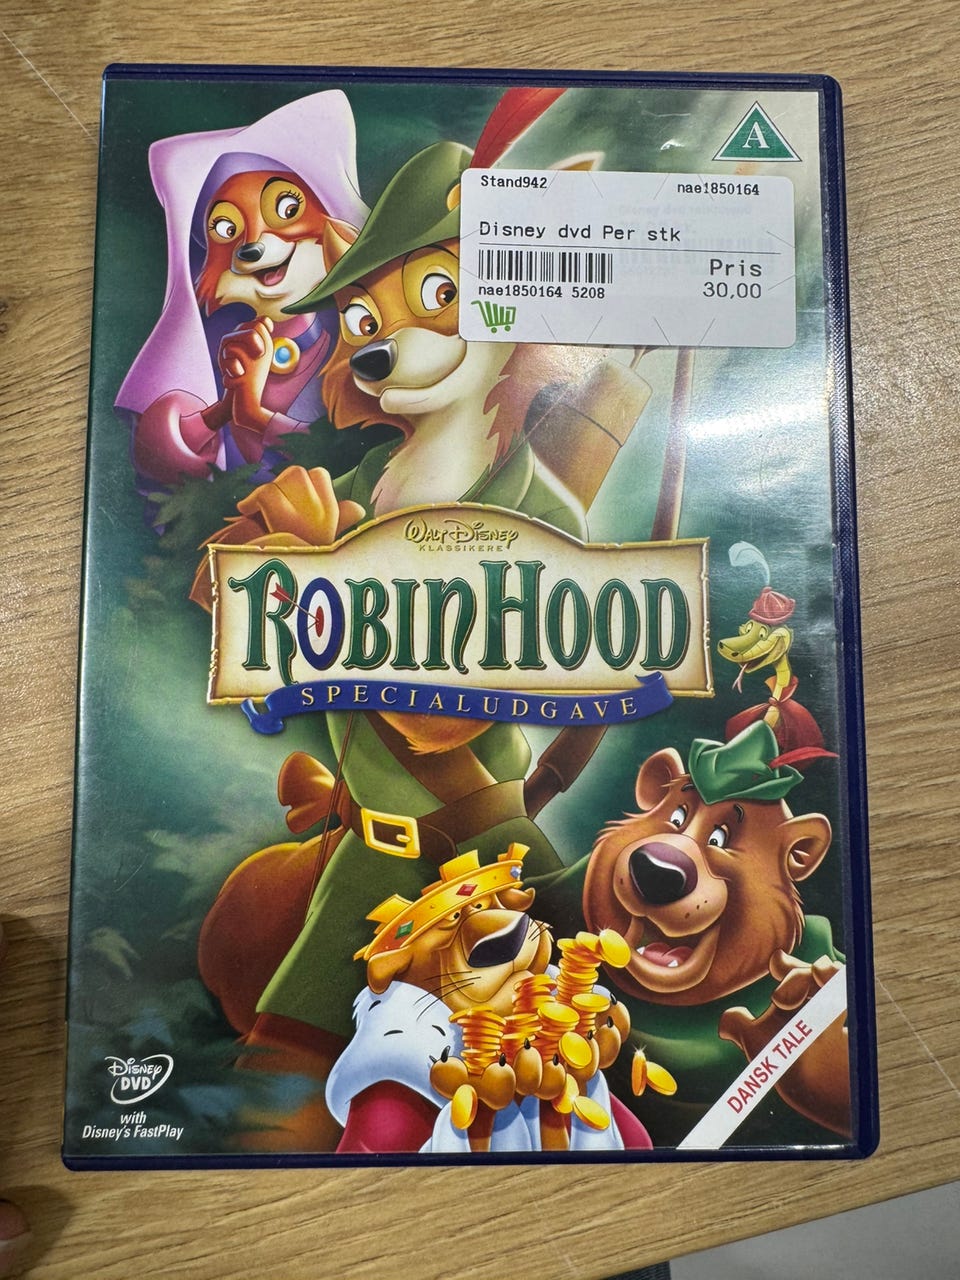 A
Stand942 nae1850164
Disney dvd Per stk
Pris
nae1850164 5208 30,00
WALT DISNEY
KLASSIKERE
ROBIN HOOD
SPECIALUDGAVE
DISNEY
DVD
with
Disney's FastPlay
DANSK TALE